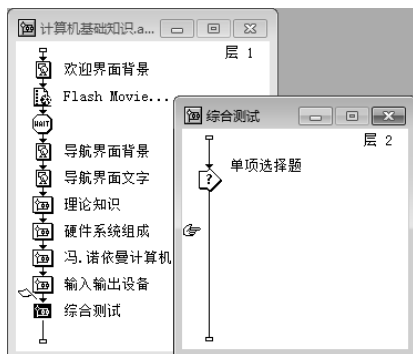 计算机基础知识.a...
层 1
欢迎界面背景
Flash Movie...
WAIT
导航界面背景
导航界面文字
理论知识
硬件系统组成
冯.诺依曼计算机
输入输出设备
综合测试
综合测试
层 2
?
单项选择题